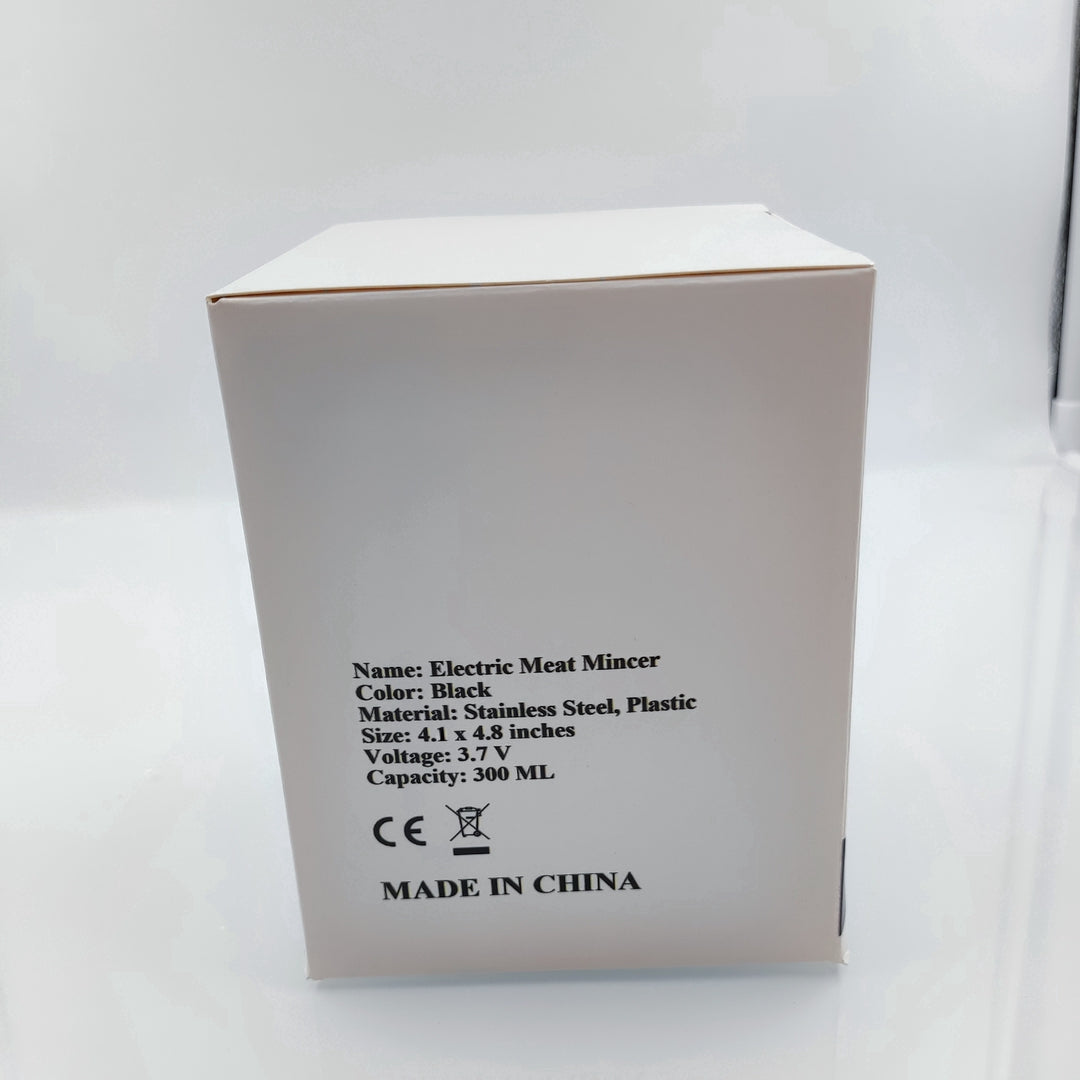 Name: Electric Meat Mincer
Color: Black
Material: Stainless Steel, Plastic
Size: 4.1 x 4.8 inches
Voltage: 3.7 V
Capacity: 300 ML
CE
MADE IN CHINA